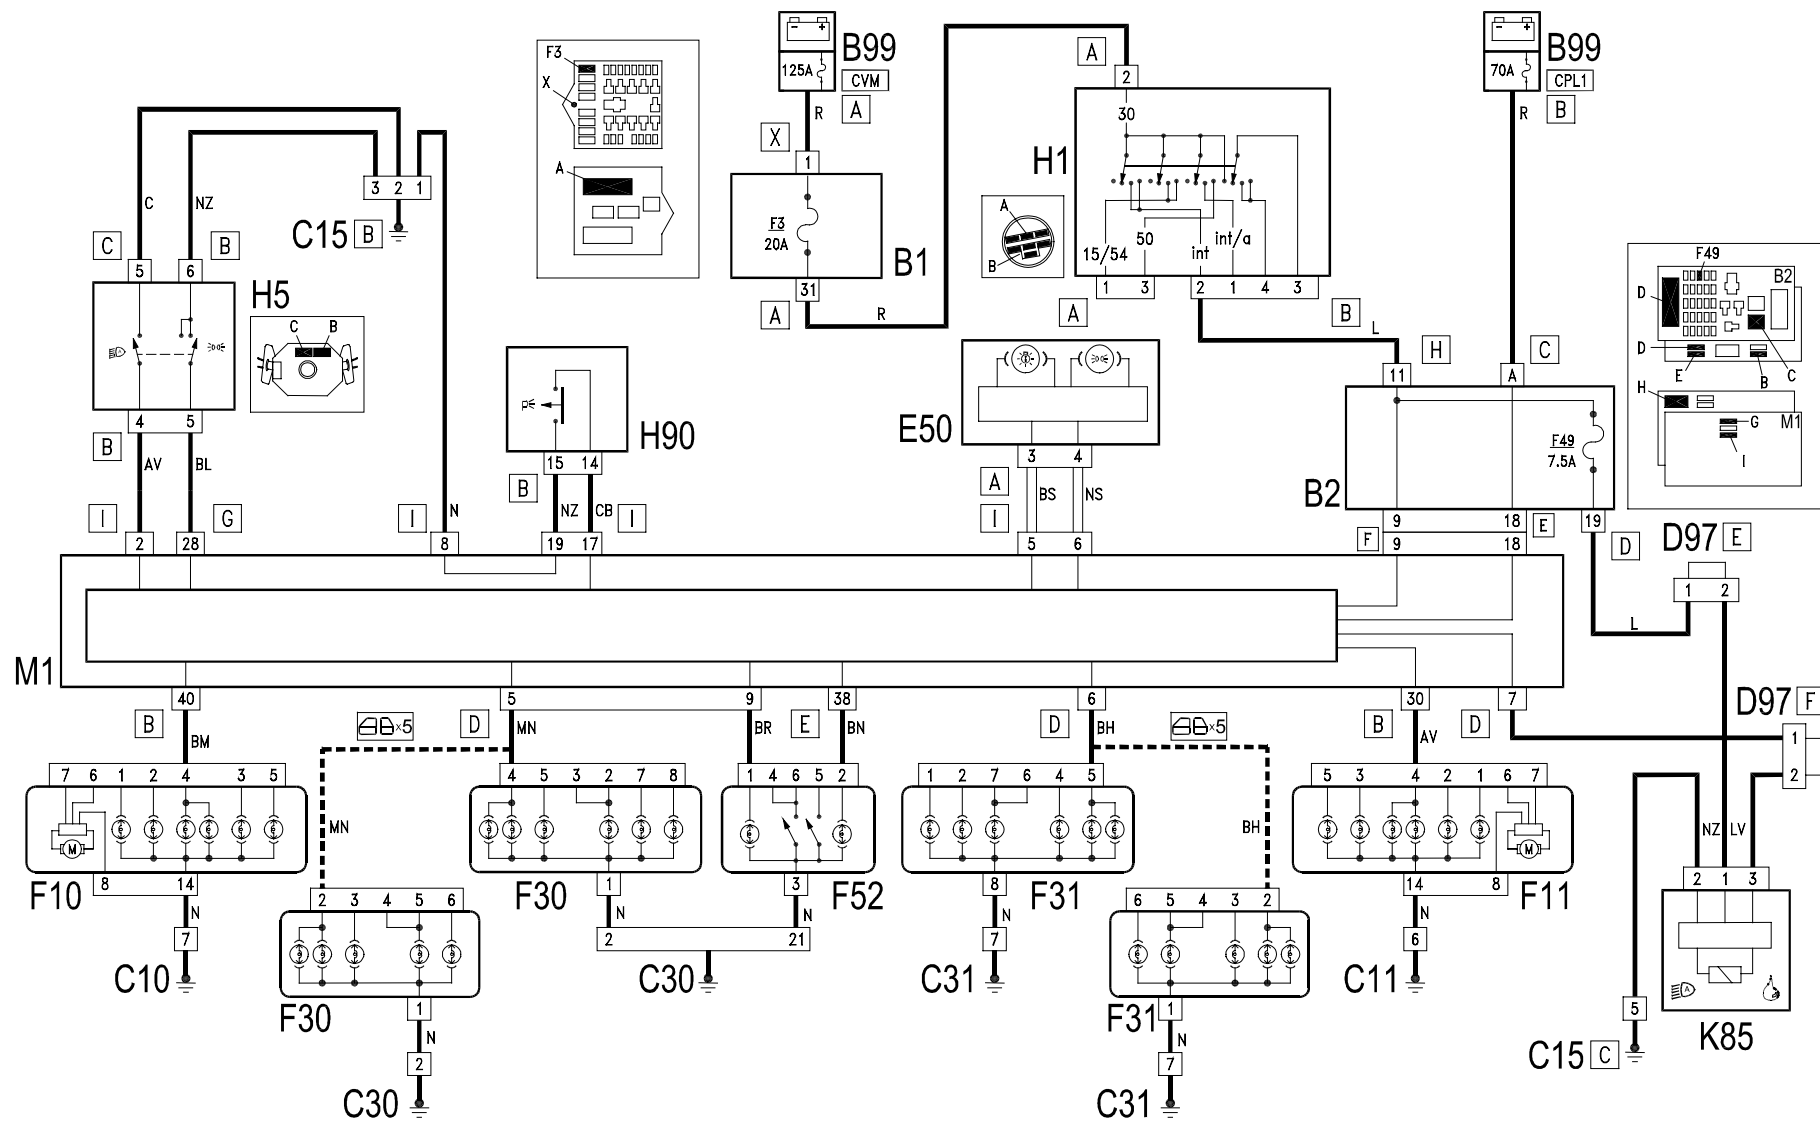 B99
125A
CVM
R
A
X
1
F3
20A
B1
31
A
R
F3
X
A
A
2
30
H1
15/54
50
int
int/a
1
3
2
1
4
3
A
B
L
A
B
B99
70A
CPL1
R
B
H
C
11
A
F49
7.5A
B2
9
18
E
19
F
9
18
D
F49
D
B2
D
E
B
C
H
G
M1
I
D97
E
1
2
L
D97
F
1
2
3
2
1
C15
B
C
NZ
C
B
5
6
H5
C
B
4
5
B
AV
BL
I
G
I
N
2
28
8
H90
15
14
B
NZ
CB
I
19
17
E50
3
4
A
BS
NS
I
5
6
M1
40
5
9
38
6
30
7
B
BM
x5
D
MN
BR
E
BN
D
BH
x5
B
AV
D
7
6
1
2
4
3
5
M
8
14
F10
N
7
C10
MN
4
5
3
2
7
8
F30
1
N
1
4
6
5
2
3
F52
N
2
21
C30
2
3
4
5
6
F30
1
N
2
C30
1
2
7
6
4
5
8
F31
N
7
C31
BH
6
5
4
3
2
F31
1
N
7
C31
5
3
4
2
1
6
7
M
14
8
F11
N
6
C11
NZ
LV
2
1
3
A
K85
5
C15
C